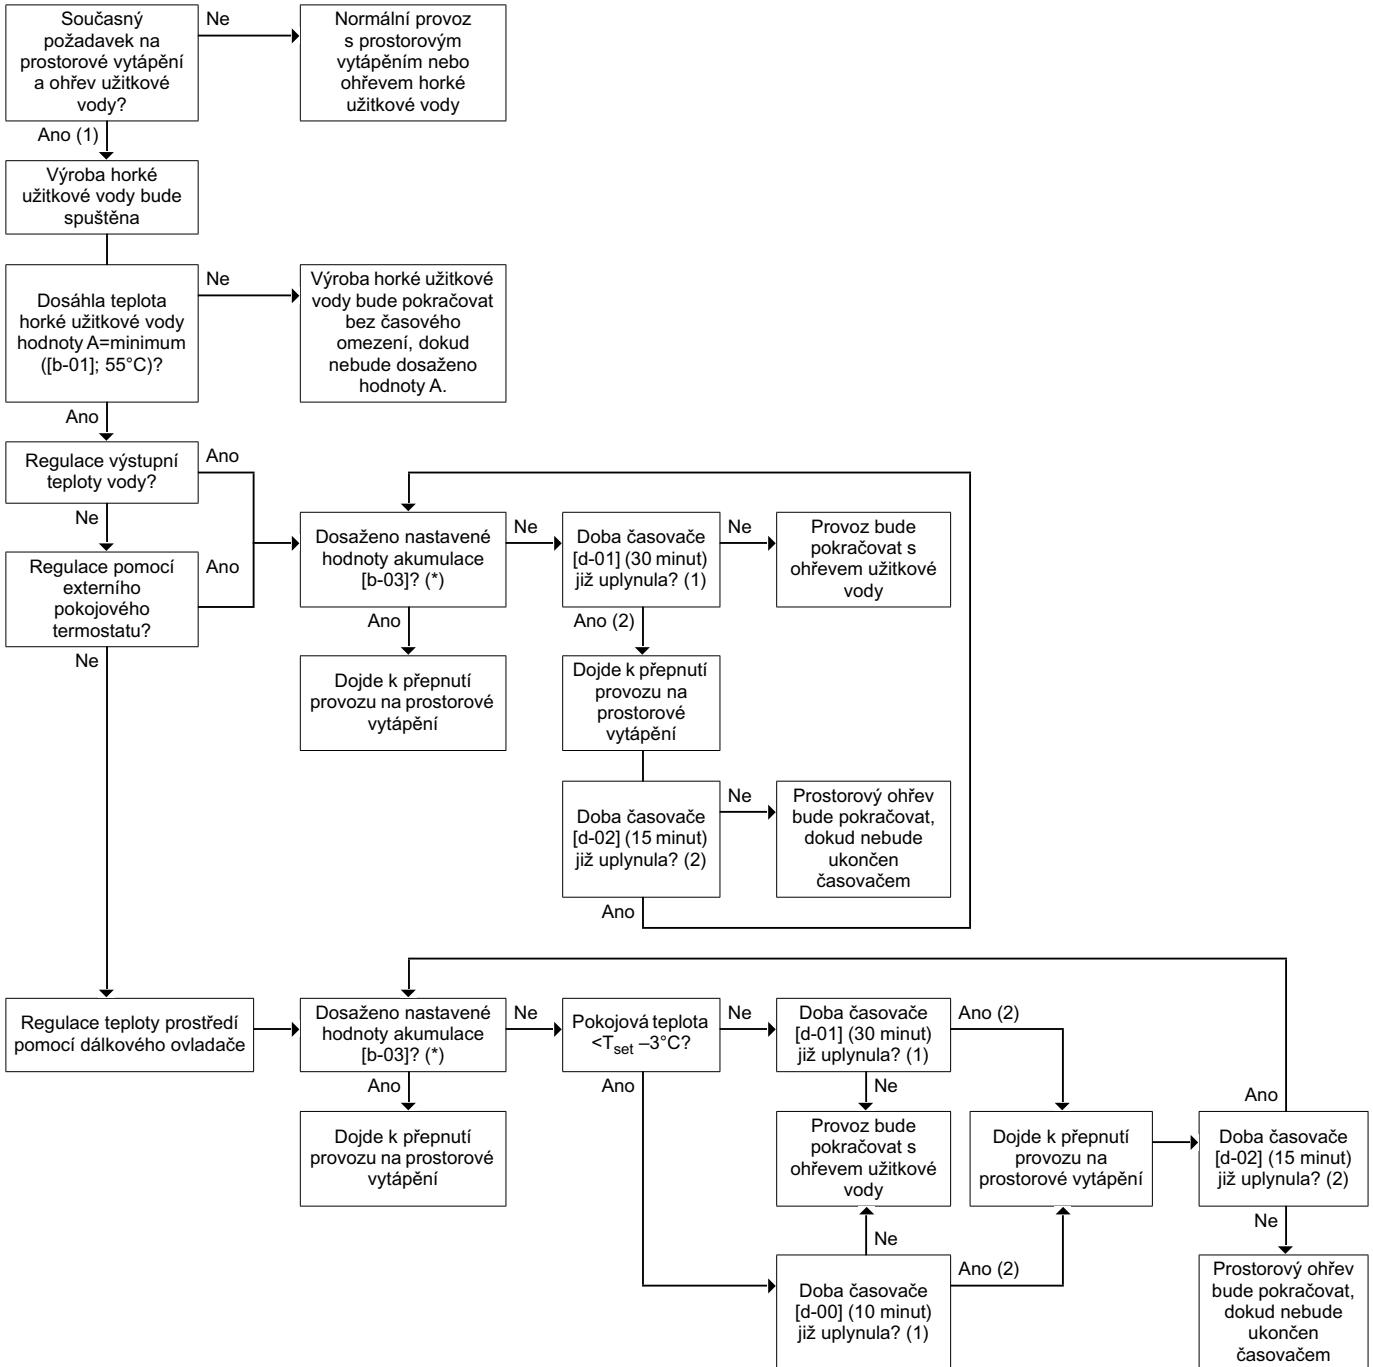 Současný
požadavek na
prostorové vytápění
a ohřev užitkové
vody?
Ne
Normální provoz
s prostorovým
vytápěním nebo
ohřevem horké
užitkové vody
Ano (1)
Výroba horké
užitkové vody bude
spuštěna
Dosáhla teplota
horké užitkové vody
hodnoty A=minimum
([b-01]; 55°C)?
Ne
Výroba horké užitkové
vody bude pokračovat
bez časového
omezení, dokud
nebude dosaženo
hodnoty A.
Ano
Regulace výstupní
teploty vody?
Ano
Ne
Regulace pomocí
externího
pokojového
termostatu?
Ano
Ne
Dosaženo nastavené
hodnoty akumulace
[b-03]? (*)
Ne
Doba časovače
[d-01] (30 minut)
již uplynula? (1)
Ne
Provoz bude
pokračovat s
ohřevem užitkové
vody
Ano
Dojde k přepnutí
provozu na prostorové
vytápění
Ano (2)
Dojde k přepnutí
provozu na
prostorové
vytápění
Doba časovače
[d-02] (15 minut)
již uplynula? (2)
Ne
Prostorový ohřev
bude pokračovat,
dokud nebude
ukončen
časovačem
Ano
Regulace teploty prostředí
pomocí dálkového ovladače
Dosaženo nastavené
hodnoty akumulace
[b-03]? (*)
Ne
Pokojová teplota
<Tset –3°C?
Ne
Doba časovače
[d-01] (30 minut)
již uplynula? (1)
Ano (2)
Ano
Dojde k přepnutí
provozu na prostorové
vytápění
Ano
Ne
Provoz bude
pokračovat s
ohřevem užitkové
vody
Dojde k přepnutí
provozu na
prostorové vytápění
Ano
Doba časovače
[d-02] (15 minut)
již uplynula? (2)
Ne
Ne
Doba časovače
[d-00] (10 minut)
již uplynula? (1)
Ano (2)
Prostorový ohřev
bude pokračovat,
dokud nebude
ukončen
časovačem